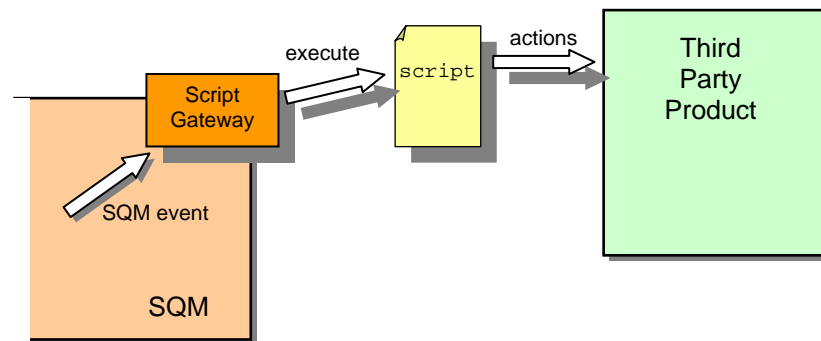 execute
actions
script
Third
Party
Product
Script
Gateway
SQM event
SQM